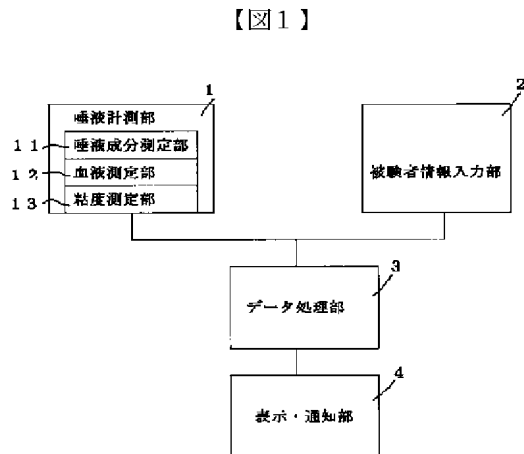 【図1】
1
唾液計測部
11 唾液成分測定部
12 血液測定部
13 粘度測定部
2
被験者情報入力部
3
データ処理部
4
表示・通知部